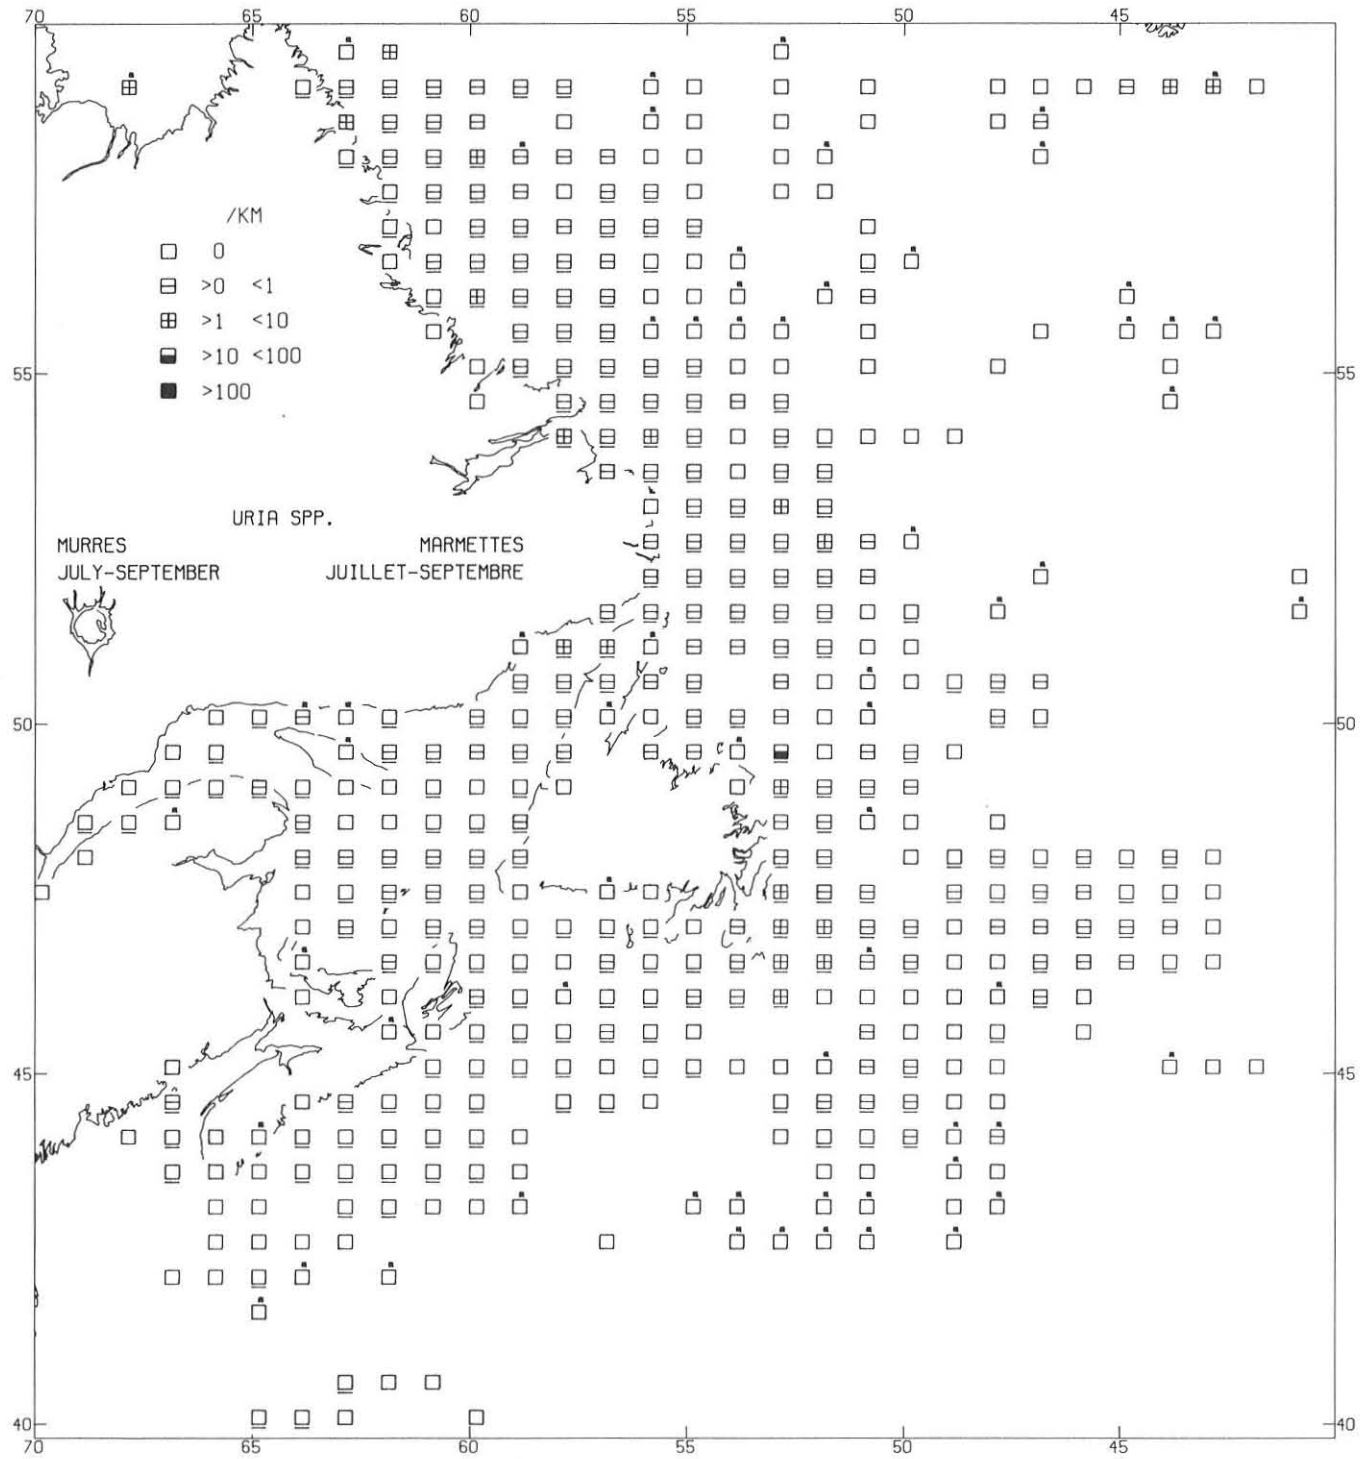 70 65 60 55 50 45
/KM
0
>0 <1
>1 <10
>10 <100
>100
55 55
URIA SPP.
MURRES MARMETTES
JULY-SEPTEMBER JUILLET-SEPTEMBRE
50 50
45 45
40 40
70 65 60 55 50 45